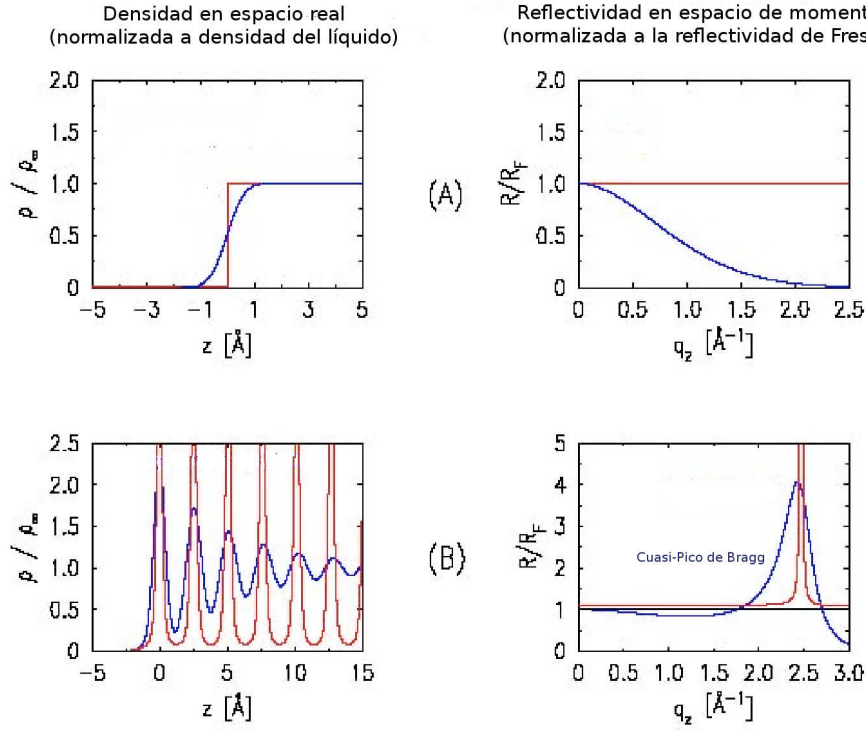 Densidad en espacio real
(normalizada a densidad del líquido)
Reflectividad en espacio de moment
(normalizada a la reflectividad de Fres
ρ / ρ∞
2.0
1.5
1.0
0.5
0
−5 −3 −1 1 3 5
z [Å]
(A)
R/R_F
2.0
1.5
1.0
0.5
0
0 0.5 1.0 1.5 2.0 2.5
q_z [Å⁻¹]
ρ / ρ∞
2.5
2.0
1.5
1.0
0.5
0
−5 0 5 10 15
z [Å]
(B)
R/R_F
5
4
3
2
1
0
Cuasi-Pico de Bragg
0 0.5 1.0 1.5 2.0 2.5 3.0
q_z [Å⁻¹]